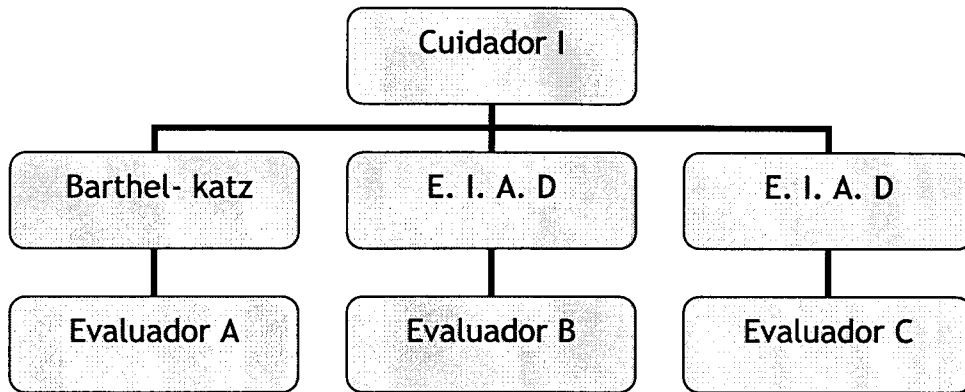 Cuidador I
Barthel- katz
E. I. A. D
E. I. A. D
Evaluador A
Evaluador B
Evaluador C